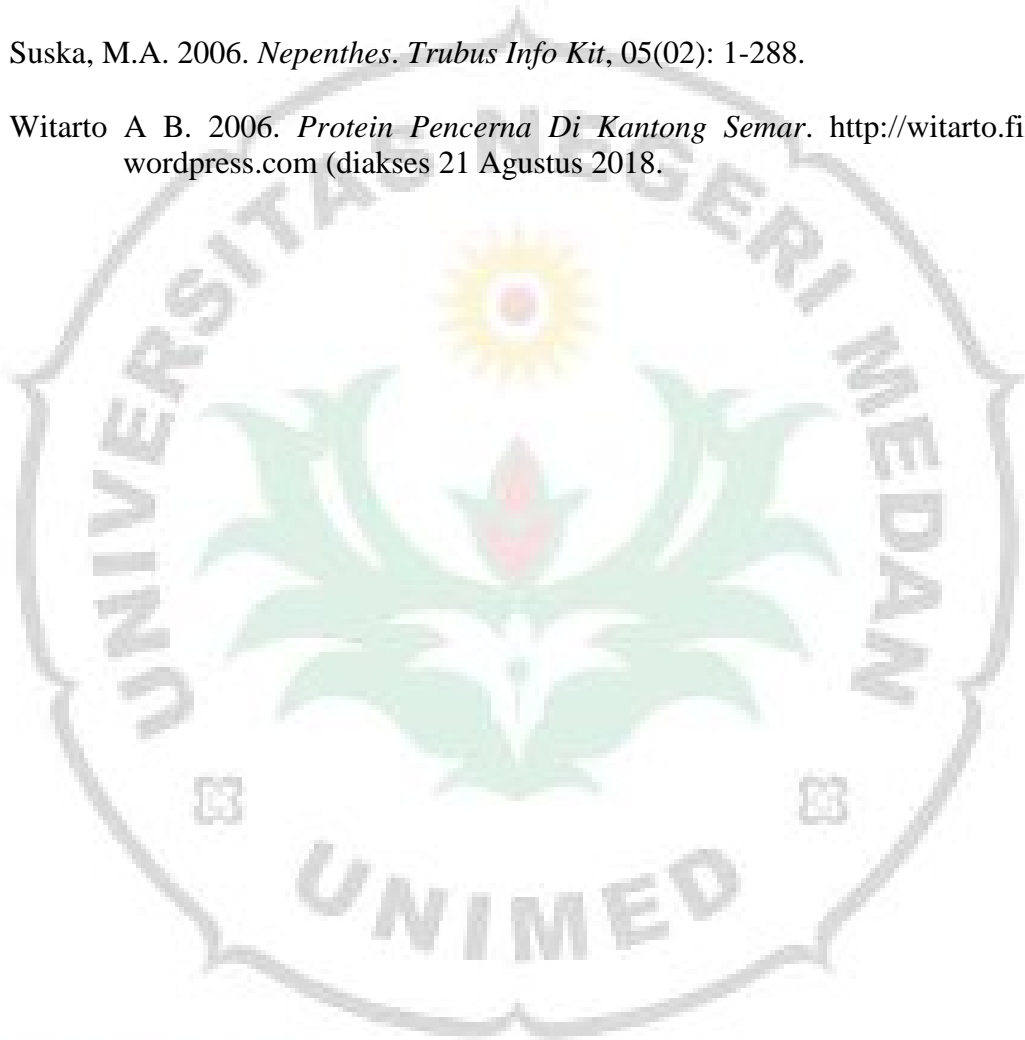 Suska, M.A. 2006. Nepenthes. Trubus Info Kit, 05(02): 1-288.
Witarto A B. 2006. Protein Pencerna Di Kantong Semar. http://witarto.fi
wordpress.com (diakses 21 Agustus 2018.
UNIVERSITAS NEGERI MEDAN
UNIMED